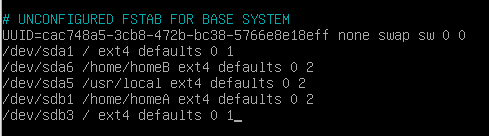 # UNCONFIGURED FSTAB FOR BASE SYSTEM
UUID=cac748a5-3cb8-472b-bc38-5766e8e18eff none swap sw 0 0
/dev/sda1 / ext4 defaults 0 1
/dev/sda6 /home/homeB ext4 defaults 0 2
/dev/sda5 /usr/local ext4 defaults 0 2
/dev/sdb1 /home/homeA ext4 defaults 0 2
/dev/sdb3 / ext4 defaults 0 1